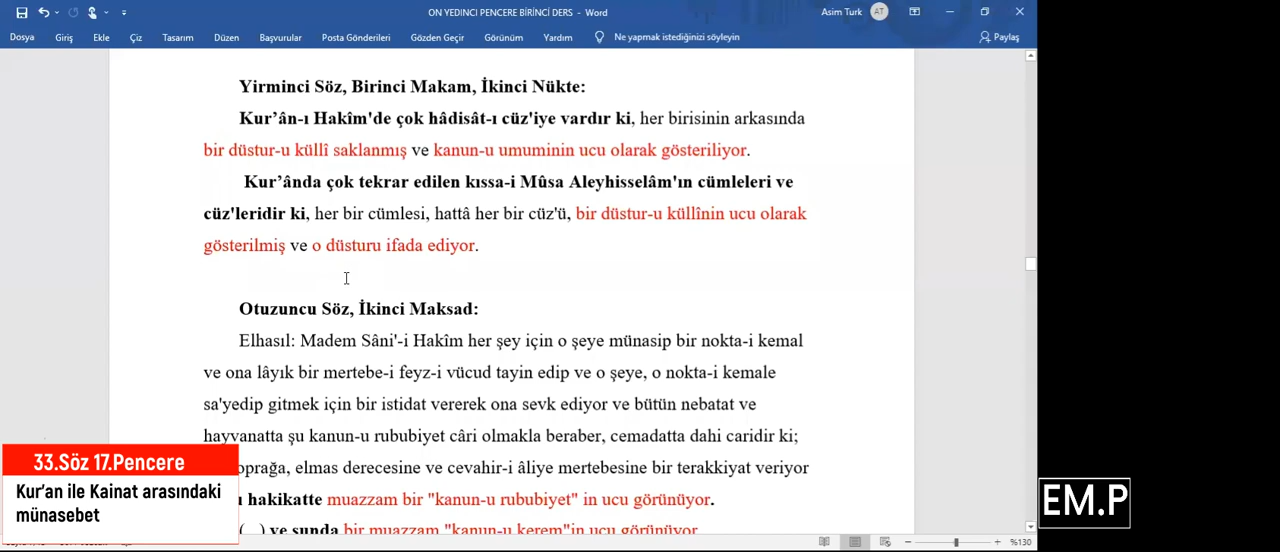 ON YEDINCI PENCERE BİRİNCİ DERS - Word
Asim Turk AT
Dosya Giriş Ekle Çiz Tasarım Düzen Başvurular Posta Gönderileri Gözden Geçir Görünüm Yardım Ne yapmak istediğinizi söyleyin Paylaş
Yirminci Söz, Birinci Makam, İkinci Nükte:
Kur'ân-ı Hakîm'de çok hâdisât-ı cüz'iye vardır ki, her birisinin arkasında
bir düstur-u küllî saklanmış ve kanun-u umuminin ucu olarak gösteriliyor.
Kur'ânda çok tekrar edilen kıssa-i Mûsa Aleyhisselâm'ın cümleleri ve
cüz'leridir ki, her bir cümlesi, hattâ her bir cüz'ü, bir düstur-u küllînin ucu olarak
gösterilmiş ve o düsturu ifada ediyor.
Otuzuncu Söz, İkinci Maksad:
Elhasıl: Madem Sâni'-i Hakîm her şey için o şeye münasip bir nokta-i kemal
ve ona lâyık bir mertebe-i feyz-i vücud tayin edip ve o şeye, o nokta-i kemale
sa'yedip gitmek için bir istidat vererek ona sevk ediyor ve bütün nebatat ve
hayvanatta şu kanun-u rububiyet câri olmakla beraber, cemadatta dahi caridir ki;
oprağa, elmas derecesine ve cevahir-i âliye mertebesine bir terakkiyat veriyor
hakikatte muazzam bir "kanun-u rububiyet" in ucu görünüyor.
(...) ve şunda bir muazzam "kanun-u kerem"in ucu görünüyor
33.Söz 17.Pencere
Kur'an ile Kainat arasındaki
münasebet
EM.P
%130